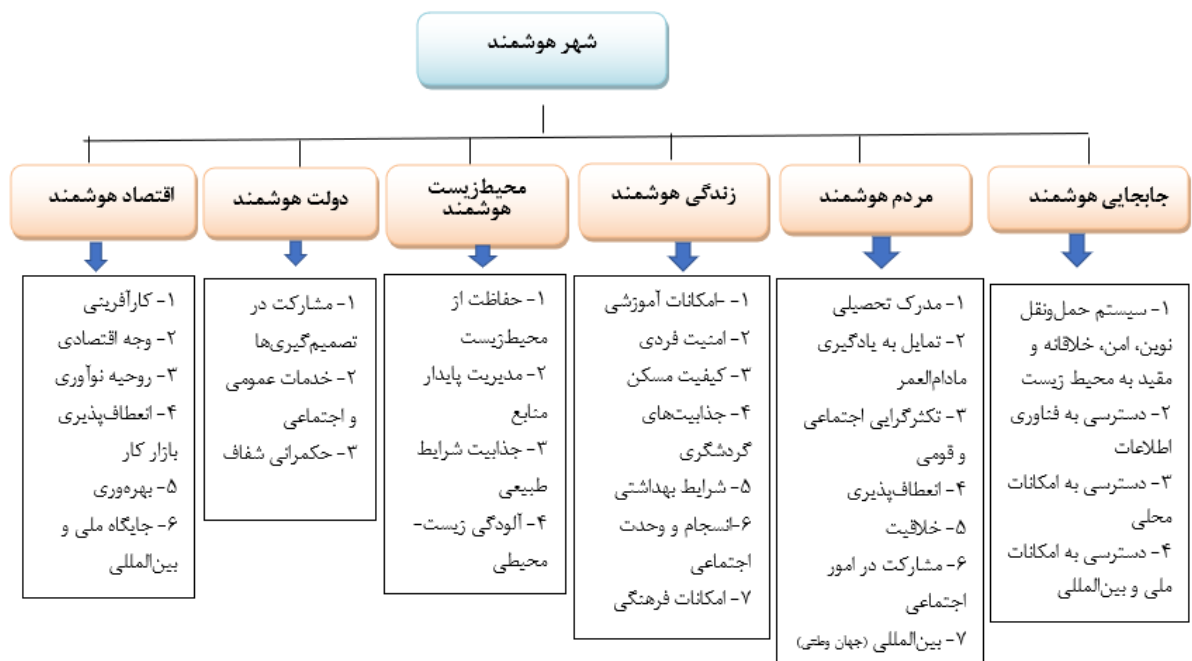 شهر هوشمند
جابجایی هوشمند
۱- سیستم حمل‌ونقل
نوین، امن، خلاقانه و
مقید به محیط زیست
۲- دسترسی به فناوری
اطلاعات
۳- دسترسی به امکانات
محلی
۴- دسترسی به امکانات
ملی و بین‌المللی
مردم هوشمند
۱- مدرک تحصیلی
۲- تمایل به یادگیری
مادام‌العمر
۳- تکثرگرایی اجتماعی
و قومی
۴- انعطاف‌پذیری
۵- خلاقیت
۶- مشارکت در امور
اجتماعی
۷- بین‌المللی (جهان وطنی)
زندگی هوشمند
۱- -امکانات آموزشی
۲- امنیت فردی
۳- کیفیت مسکن
۴- جذابیت‌های
گردشگری
۵- شرایط بهداشتی
۶-انسجام و وحدت
اجتماعی
۷- امکانات فرهنگی
محیط‌زیست
هوشمند
۱- حفاظت از
محیط‌زیست
۲- مدیریت پایدار
منابع
۳- جذابیت شرایط
طبیعی
۴- آلودگی زیست-
محیطی
دولت هوشمند
۱- مشارکت در
تصمیم‌گیری‌ها
۲- خدمات عمومی
و اجتماعی
۳- حکمرانی شفاف
اقتصاد هوشمند
۱- کارآفرینی
۲- وجه اقتصادی
۳- روحیه نوآوری
۴- انعطاف‌پذیری
بازار کار
۵- بهره‌وری
۶- جایگاه ملی و
بین‌المللی